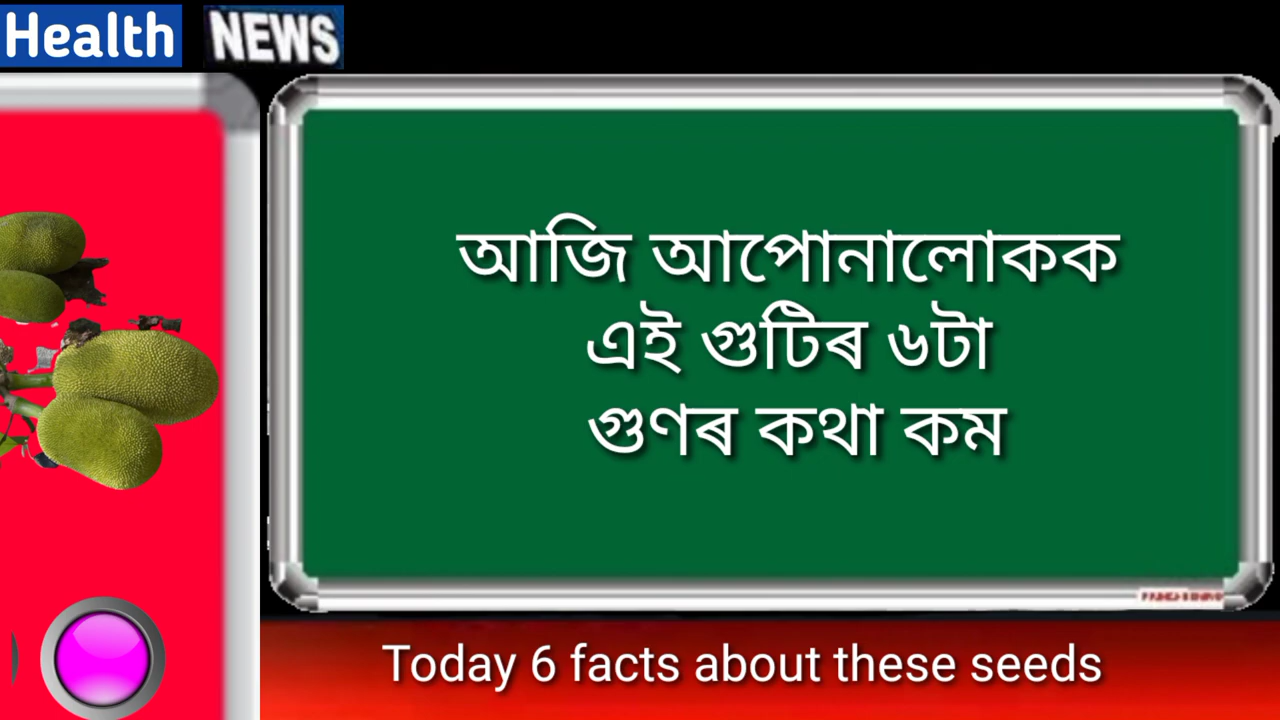 Health NEWS
আজি আপোনালোকক
এই গুটিৰ ৬টা
গুণৰ কথা কম
Today 6 facts about these seeds